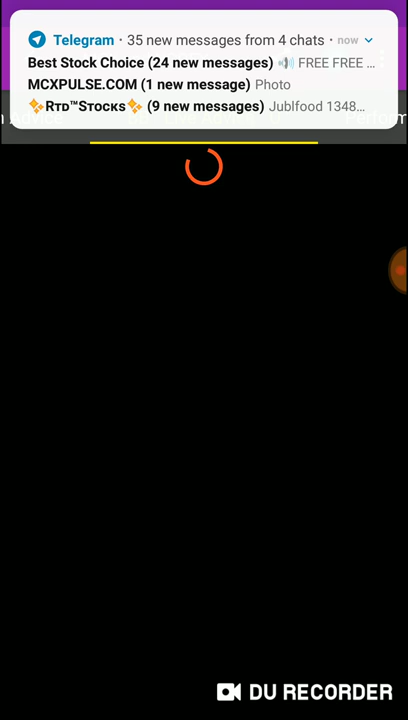 Telegram · 35 new messages from 4 chats · now
Best Stock Choice (24 new messages) 🔊 FREE FREE ...
MCXPULSE.COM (1 new message) Photo
✨Rᴛᴅ™Sᴛᴏᴄᴋs✨ (9 new messages) Jublfood 1348...
DU RECORDER